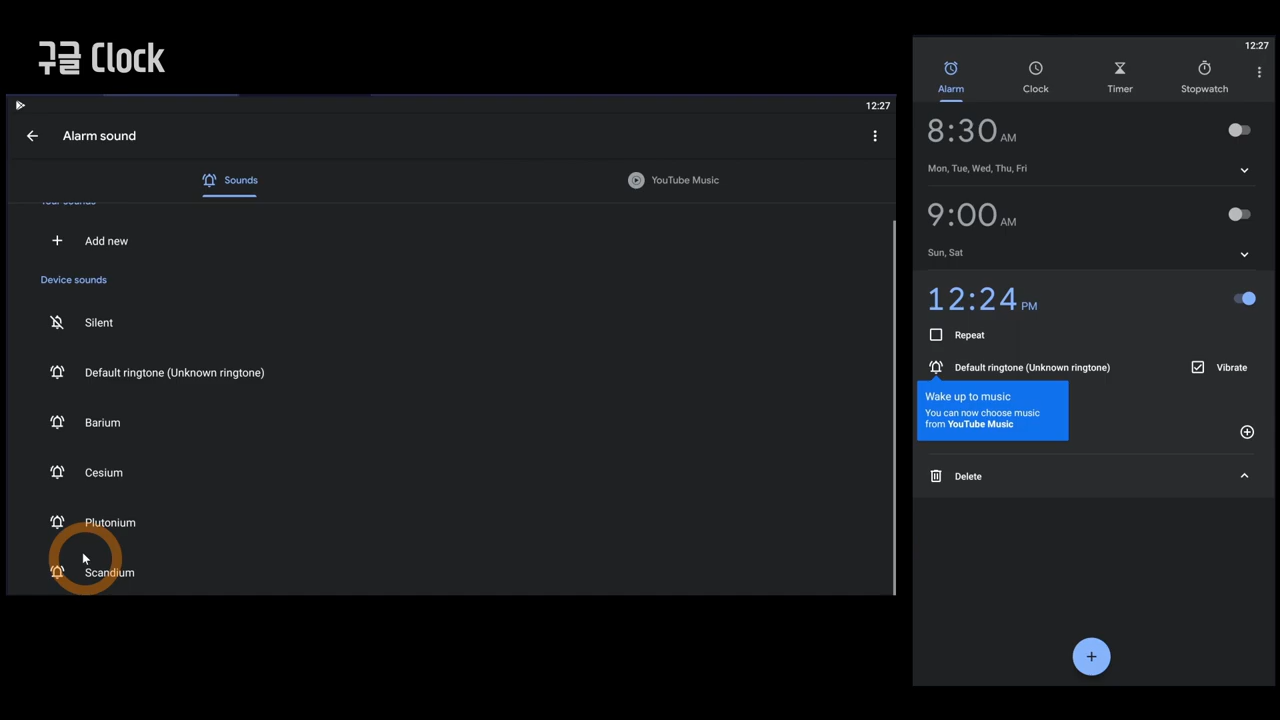 구글 Clock
12:27
Alarm sound
Sounds
YouTube Music
Your sounds
Add new
Device sounds
Silent
Default ringtone (Unknown ringtone)
Barium
Cesium
Plutonium
Scandium
12:27
Alarm
Clock
Timer
Stopwatch
8:30 AM
Mon, Tue, Wed, Thu, Fri
9:00 AM
Sun, Sat
12:24 PM
Repeat
Default ringtone (Unknown ringtone)
Vibrate
Wake up to music
You can now choose music
from YouTube Music
Delete